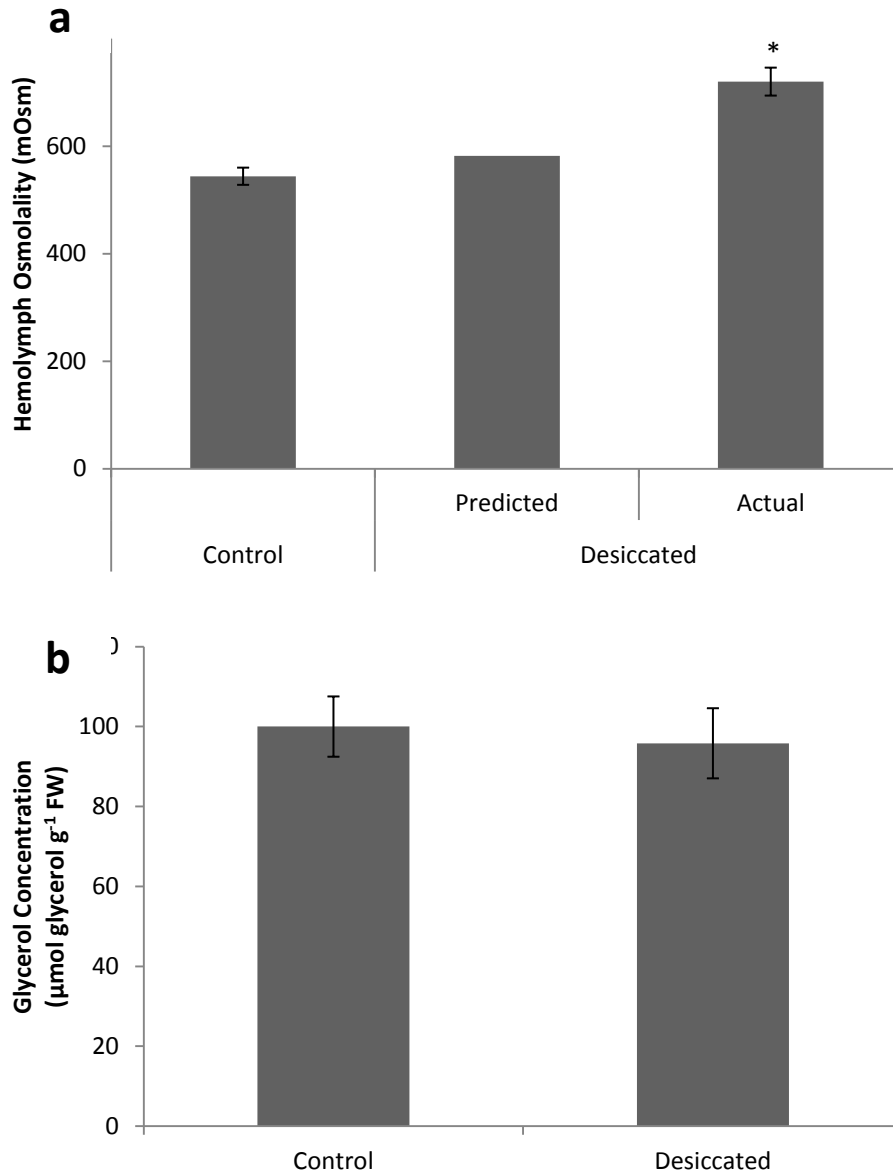 a
*
Hemolymph Osmolality (mOsm)
600
400
200
0
Predicted
Actual
Control
Desiccated
b
Glycerol Concentration
(µmol glycerol g⁻¹ FW)
100
80
60
40
20
0
Control
Desiccated